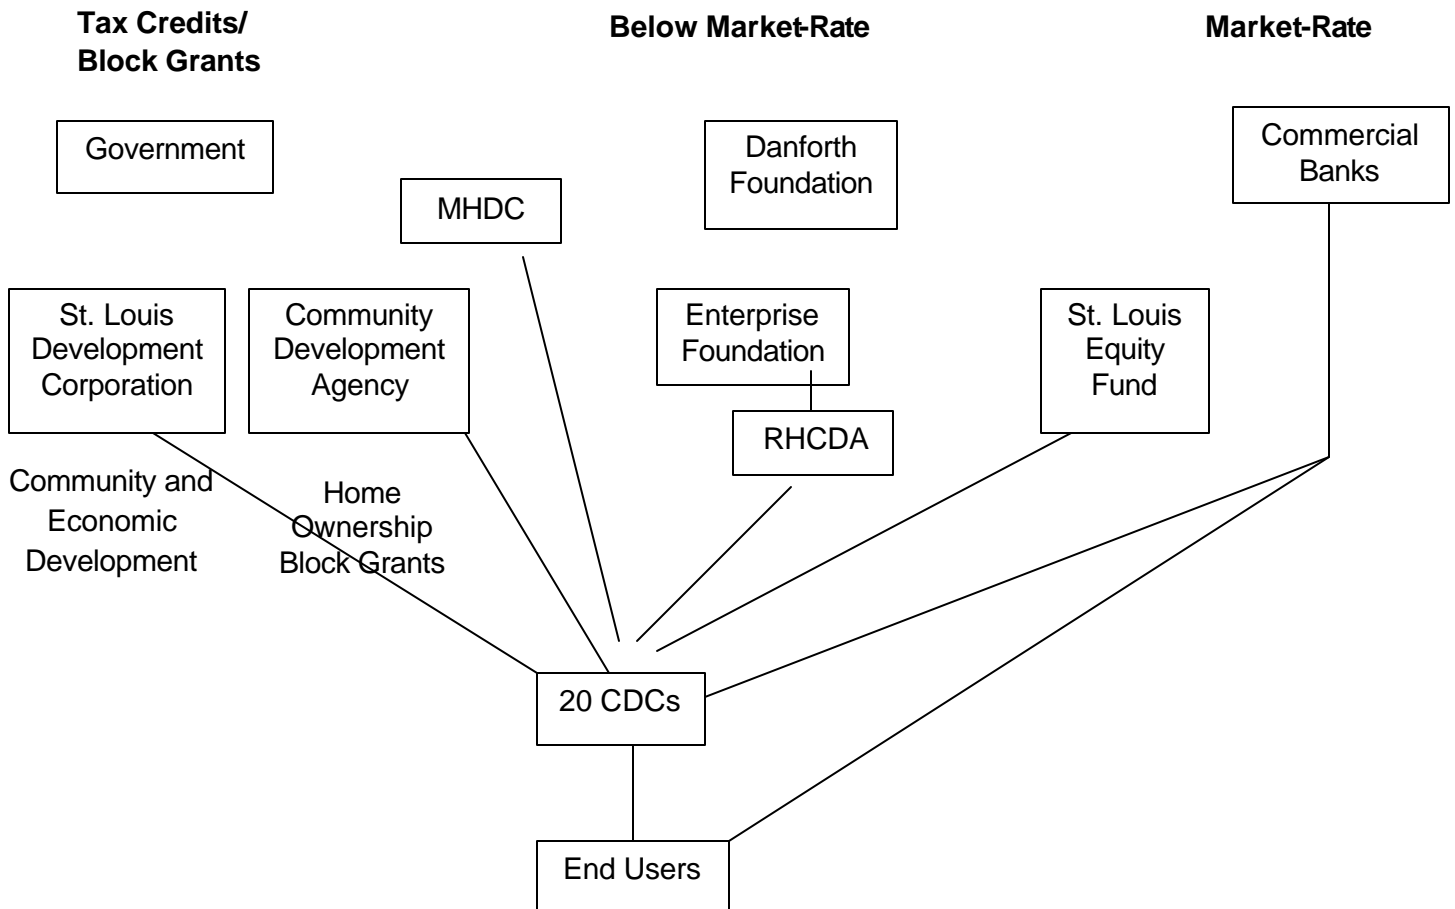 Tax Credits/
Block Grants
Below Market-Rate
Market-Rate
Government
MHDC
Danforth
Foundation
Commercial
Banks
St. Louis
Development
Corporation
Community
Development
Agency
Enterprise
Foundation
RHCDA
St. Louis
Equity
Fund
Community and
Economic
Development
Home
Ownership
Block Grants
20 CDCs
End Users